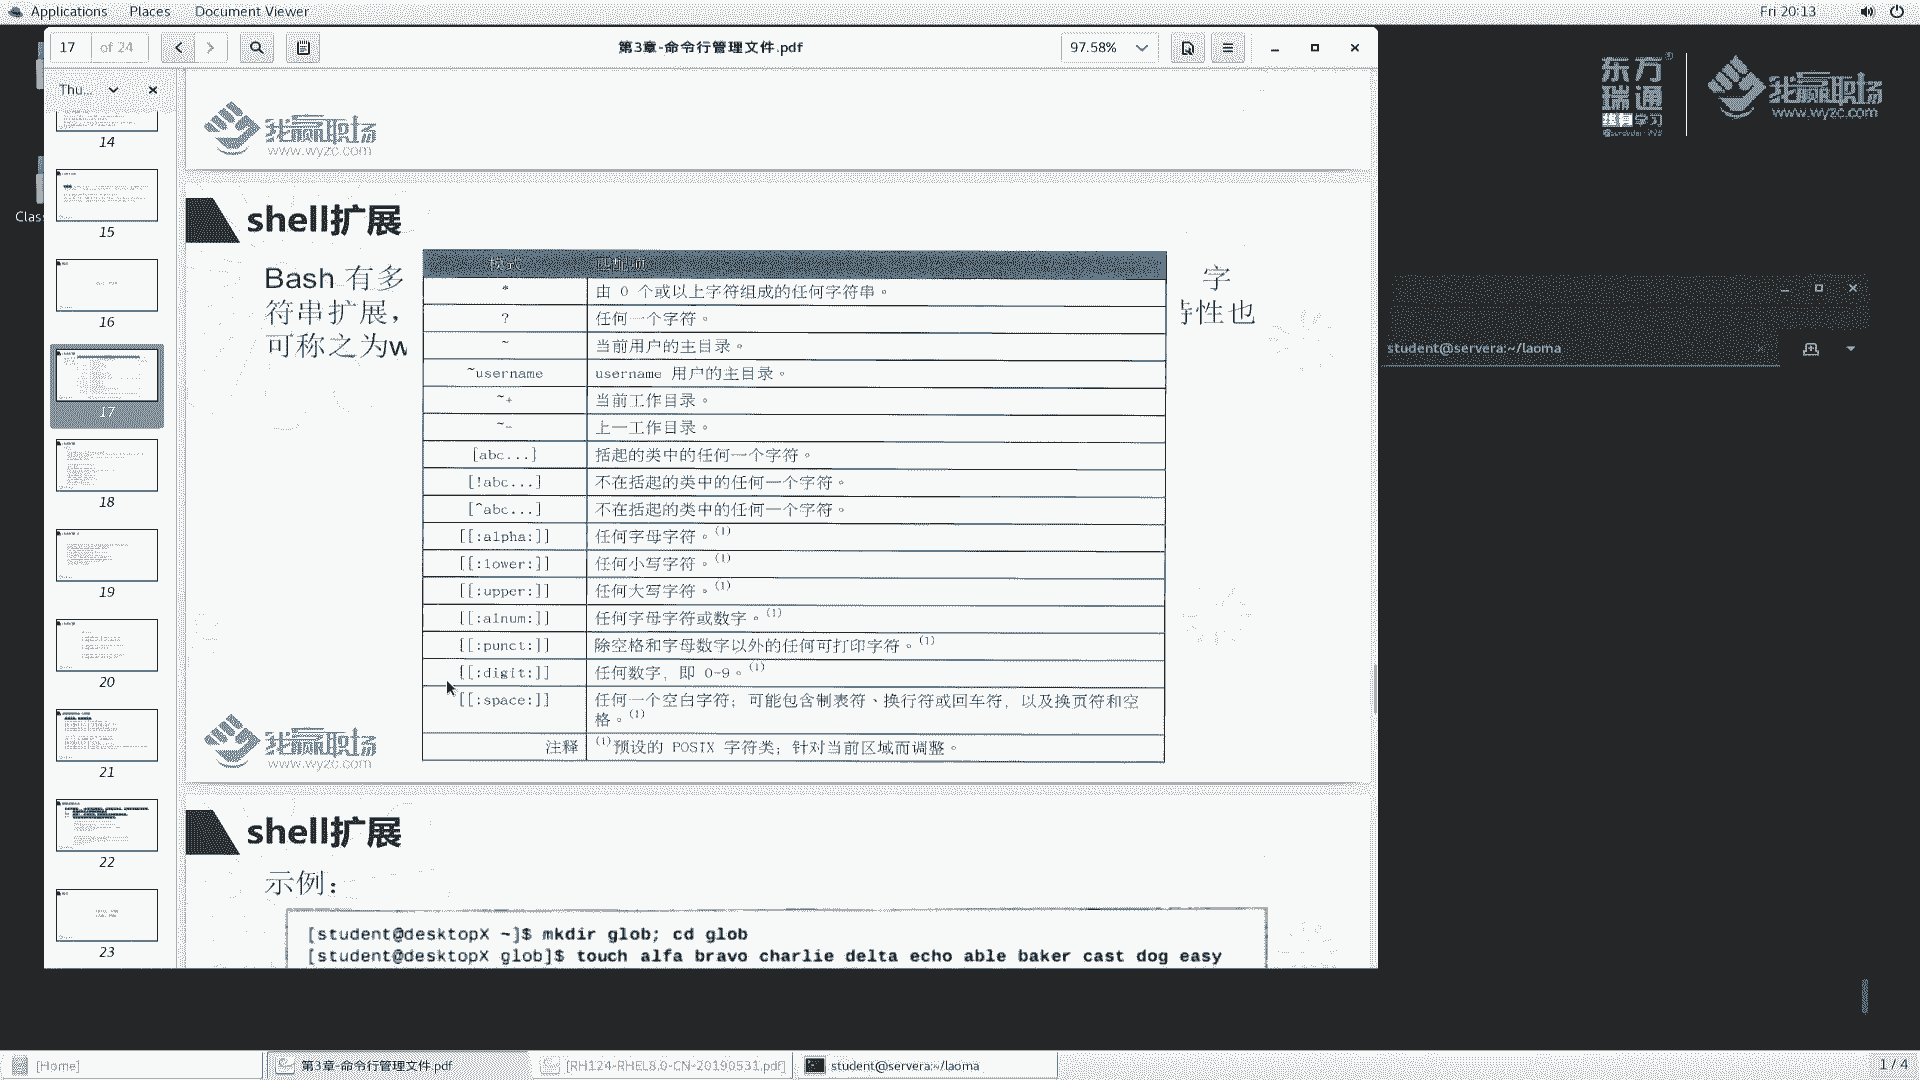 Applications Places Document Viewer
Fri 20:13
17 of 24
第3章-命令行管理文件.pdf
97.58%
Thu...
14
15
16
17
18
19
20
21
22
23
Clas
东方
瑞通
终身学习
我赢职场
www.wyzc.com
我赢职场
www.wyzc.com
shell扩展
Bash 有多
字
符串扩展，
特性也
可称之为w
模式 匹配项
* 由 0 个或以上字符组成的任何字符串。
? 任何一个字符。
~ 当前用户的主目录。
~username username 用户的主目录。
~+ 当前工作目录。
~- 上一工作目录。
[abc...] 括起的类中的任何一个字符。
[!abc...] 不在括起的类中的任何一个字符。
[^abc...] 不在括起的类中的任何一个字符。
[[:alpha:]] 任何字母字符。(1)
[[:lower:]] 任何小写字符。(1)
[[:upper:]] 任何大写字符。(1)
[[:alnum:]] 任何字母字符或数字。(1)
[[:punct:]] 除空格和字母数字以外的任何可打印字符。(1)
[[:digit:]] 任何数字，即 0-9。(1)
[[:space:]] 任何一个空白字符；可能包含制表符、换行符或回车符，以及换页符和空
格。(1)
注释 (1)预设的 POSIX 字符类；针对当前区域而调整。
我赢职场
www.wyzc.com
shell扩展
示例：
[student@desktopX ~]$ mkdir glob; cd glob
[student@desktopX glob]$ touch alfa bravo charlie delta echo able baker cast dog easy
student@servera:~/laoma
[Home]
第3章-命令行管理文件.pdf
[RH124-RHEL8.0-CN-20190531.pdf]
student@servera:~/laoma
1 / 4